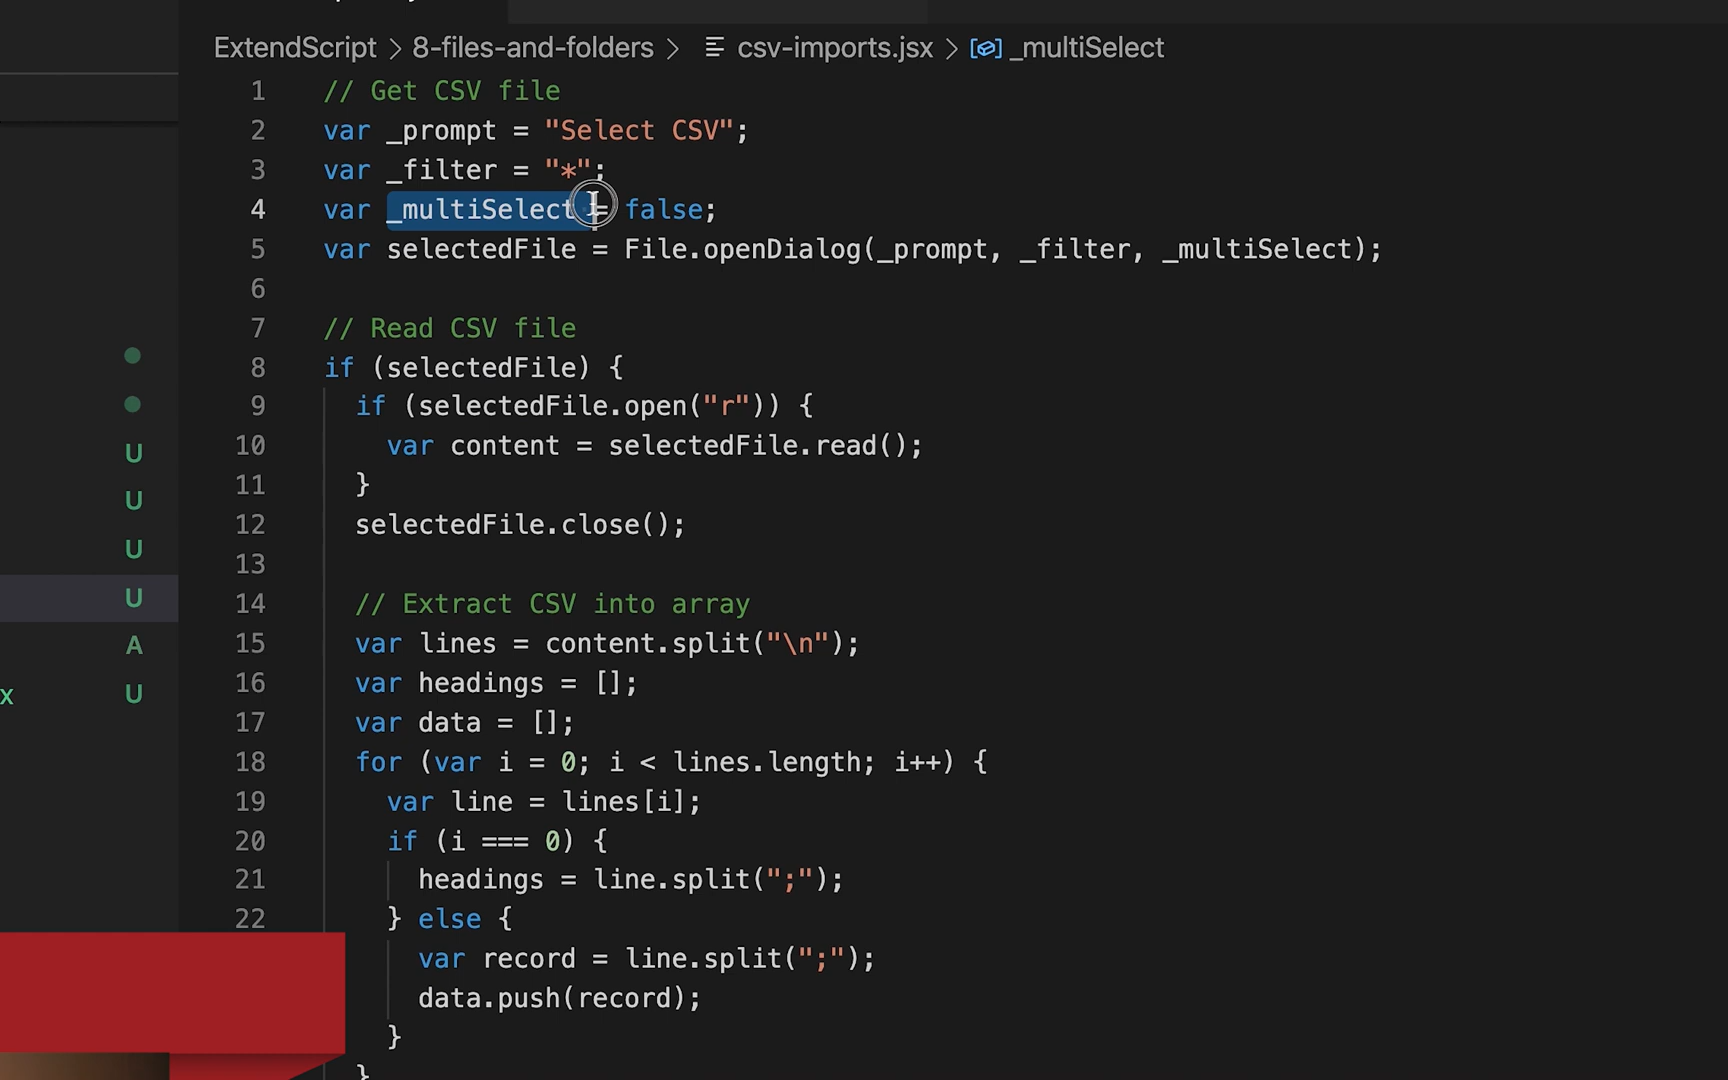 ExtendScript > 8-files-and-folders > csv-imports.jsx > _multiSelect
1 // Get CSV file
2 var _prompt = "Select CSV";
3 var _filter = "*";
4 var _multiSelect = false;
5 var selectedFile = File.openDialog(_prompt, _filter, _multiSelect);
6
7 // Read CSV file
8 if (selectedFile) {
9 if (selectedFile.open("r")) {
10 var content = selectedFile.read();
11 }
12 selectedFile.close();
13
14 // Extract CSV into array
15 var lines = content.split("\n");
16 var headings = [];
17 var data = [];
18 for (var i = 0; i < lines.length; i++) {
19 var line = lines[i];
20 if (i === 0) {
21 headings = line.split(";");
22 } else {
var record = line.split(";");
data.push(record);
}
}
U
U
U
U
A
x U